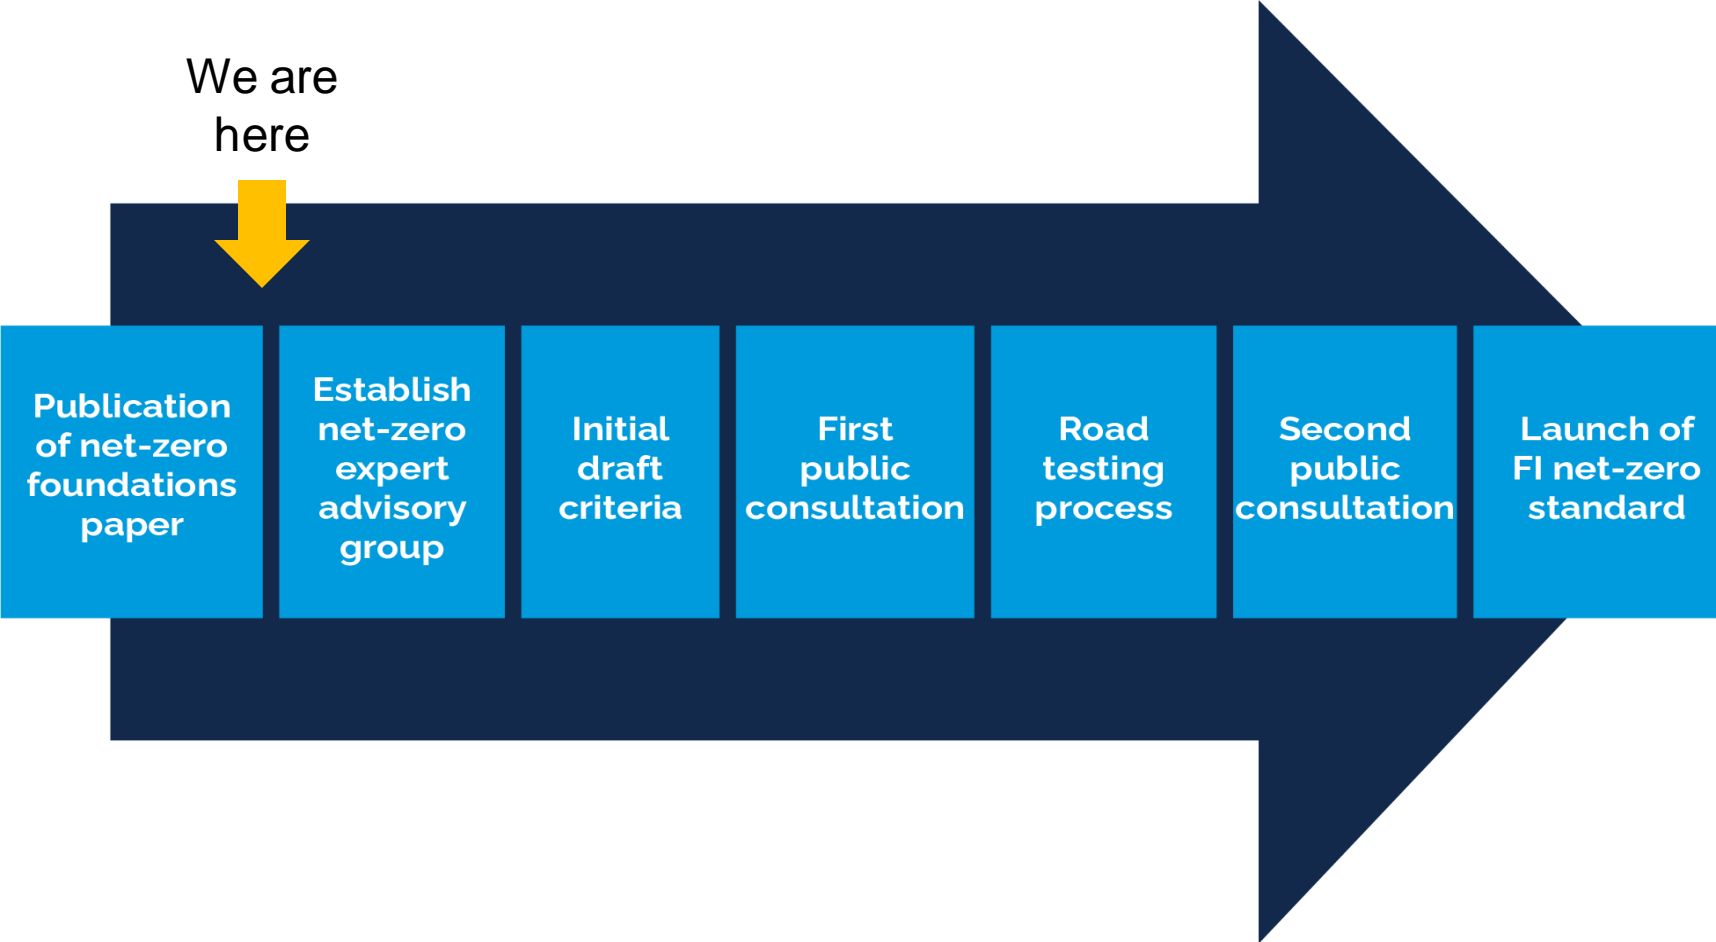 We are
here
Publication
of net-zero
foundations
paper
Establish
net-zero
expert
advisory
group
Initial
draft
criteria
First
public
consultation
Road
testing
process
Second
public
consultation
Launch of
FI net-zero
standard